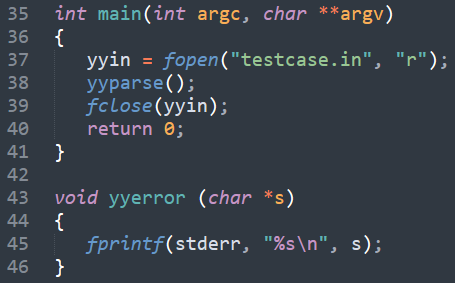 35 int main(int argc, char **argv)
36 {
37     yyin = fopen("testcase.in", "r");
38     yyparse();
39     fclose(yyin);
40     return 0;
41 }
42
43 void yyerror (char *s)
44 {
45     fprintf(stderr, "%s\n", s);
46 }